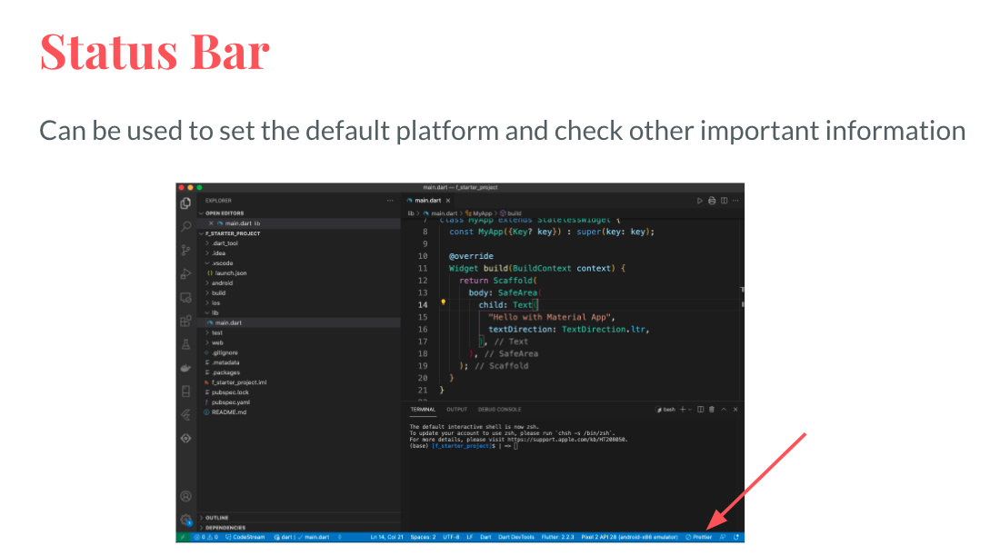 Status Bar
Can be used to set the default platform and check other important information
main.dart — f_starter_project
EXPLORER
OPEN EDITORS
main.dart lib
F_STARTER_PROJECT
.dart_tool
.idea
.vscode
launch.json
android
build
ios
lib
main.dart
test
web
.gitignore
.metadata
.packages
f_starter_project.iml
pubspec.lock
pubspec.yaml
README.md
OUTLINE
DEPENDENCIES
main.dart
lib > main.dart > MyApp > build
7 class MyApp extends StatelessWidget {
8 const MyApp({Key? key}) : super(key: key);
9
10 @override
11 Widget build(BuildContext context) {
12 return Scaffold(
13 body: SafeArea(
14 child: Text(
15 "Hello with Material App",
16 textDirection: TextDirection.ltr,
17 ), // Text
18 ), // SafeArea
19 ); // Scaffold
20 }
21 }
TERMINAL OUTPUT DEBUG CONSOLE bash
The default interactive shell is now zsh.
To update your account to use zsh, please run `chsh -s /bin/zsh`.
For more details, please visit https://support.apple.com/kb/HT208050.
(base) [f_starter_project]$ | =>
0 0 CodeStream dart | main.dart Ln 14, Col 21 Spaces: 2 UTF-8 LF Dart Dart DevTools Flutter: 2.2.3 Pixel 2 API 28 (android-x86 emulator) Prettier